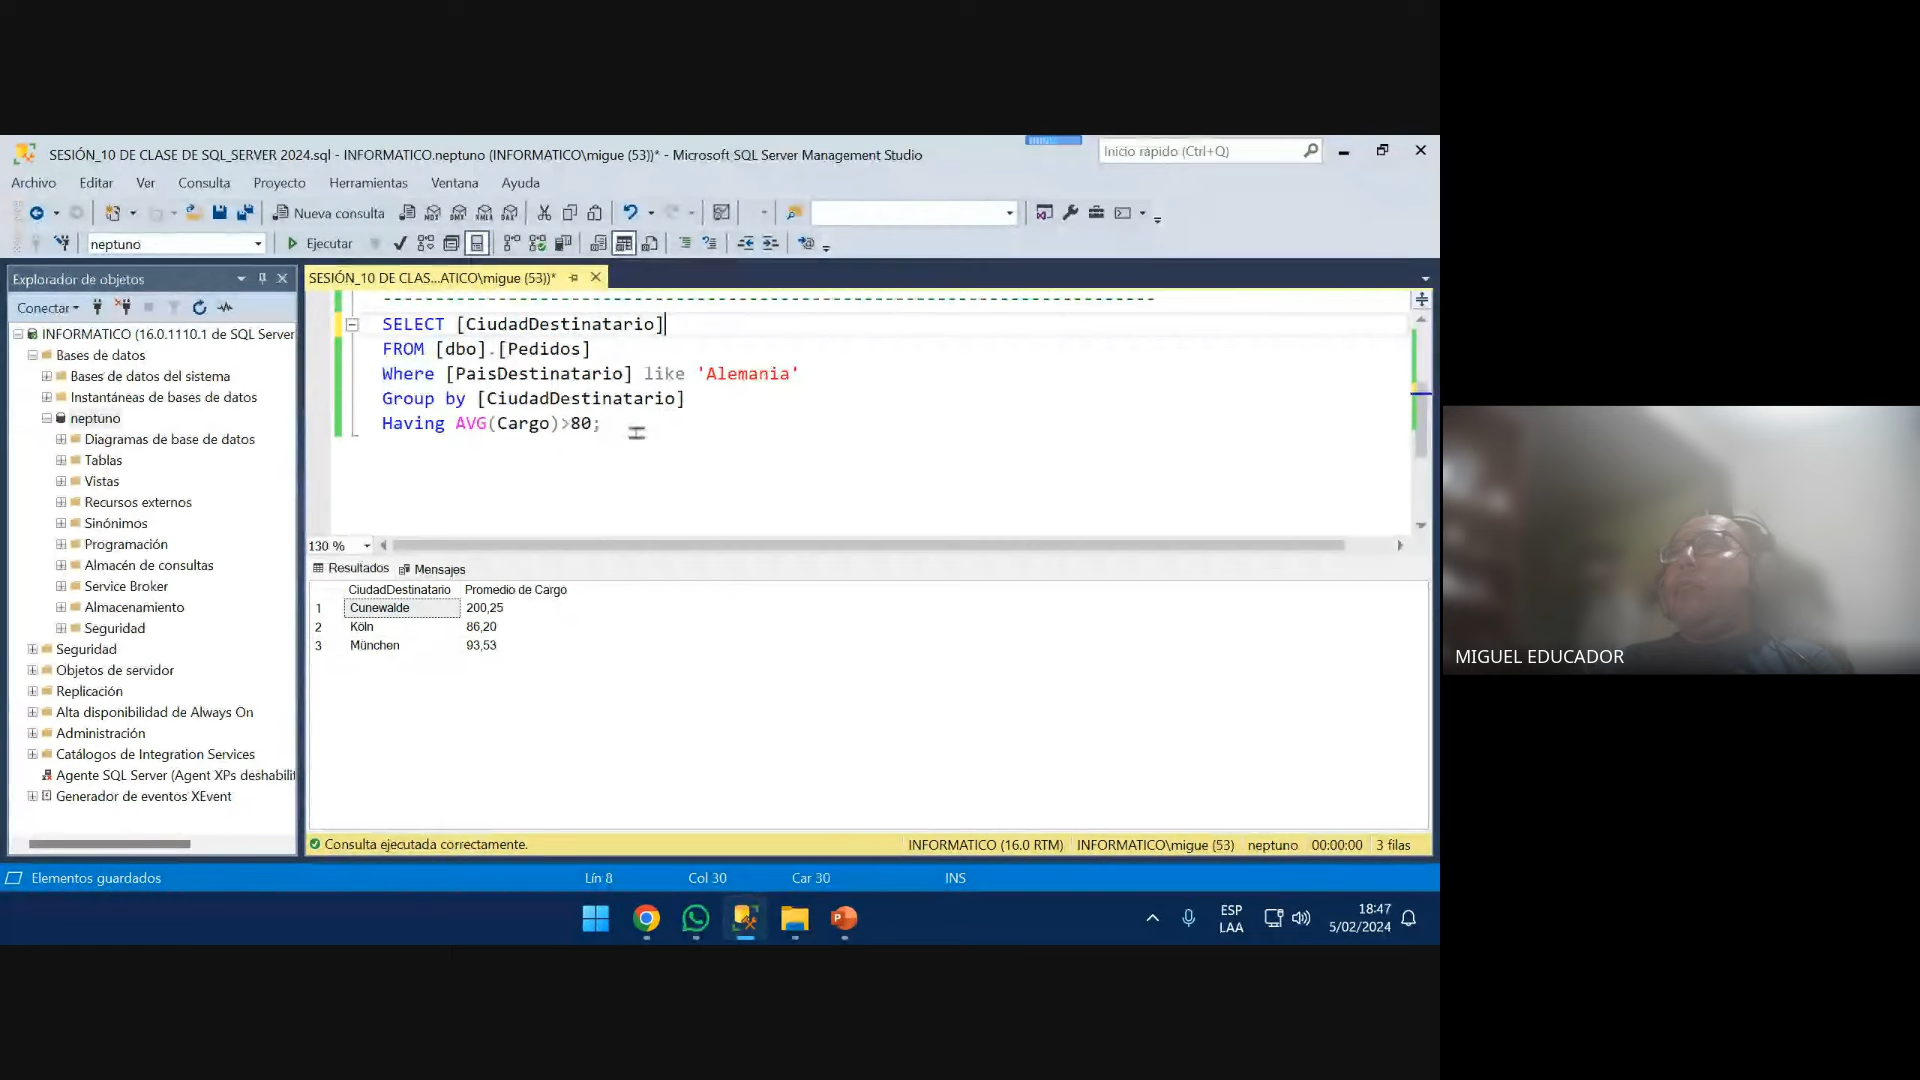 SESIÓN_10 DE CLASE DE SQL_SERVER 2024.sql - INFORMATICO.neptuno (INFORMATICO\migue (53))* - Microsoft SQL Server Management Studio
Inicio rápido (Ctrl+Q)
Archivo Editar Ver Consulta Proyecto Herramientas Ventana Ayuda
Nueva consulta
neptuno Ejecutar
Explorador de objetos
Conectar
INFORMATICO (16.0.1110.1 de SQL Server
Bases de datos
Bases de datos del sistema
Instantáneas de bases de datos
neptuno
Diagramas de base de datos
Tablas
Vistas
Recursos externos
Sinónimos
Programación
Almacén de consultas
Service Broker
Almacenamiento
Seguridad
Seguridad
Objetos de servidor
Replicación
Alta disponibilidad de Always On
Administración
Catálogos de Integration Services
Agente SQL Server (Agent XPs deshabilit
Generador de eventos XEvent
SESIÓN_10 DE CLAS...ATICO\migue (53))*
SELECT [CiudadDestinatario]
FROM [dbo].[Pedidos]
Where [PaisDestinatario] like 'Alemania'
Group by [CiudadDestinatario]
Having AVG(Cargo)>80;
130 %
Resultados Mensajes
CiudadDestinatario Promedio de Cargo
1 Cunewalde 200,25
2 Köln 86,20
3 München 93,53
Consulta ejecutada correctamente. INFORMATICO (16.0 RTM) INFORMATICO\migue (53) neptuno 00:00:00 3 filas
Elementos guardados Lín 8 Col 30 Car 30 INS
ESP
LAA
18:47
5/02/2024
MIGUEL EDUCADOR